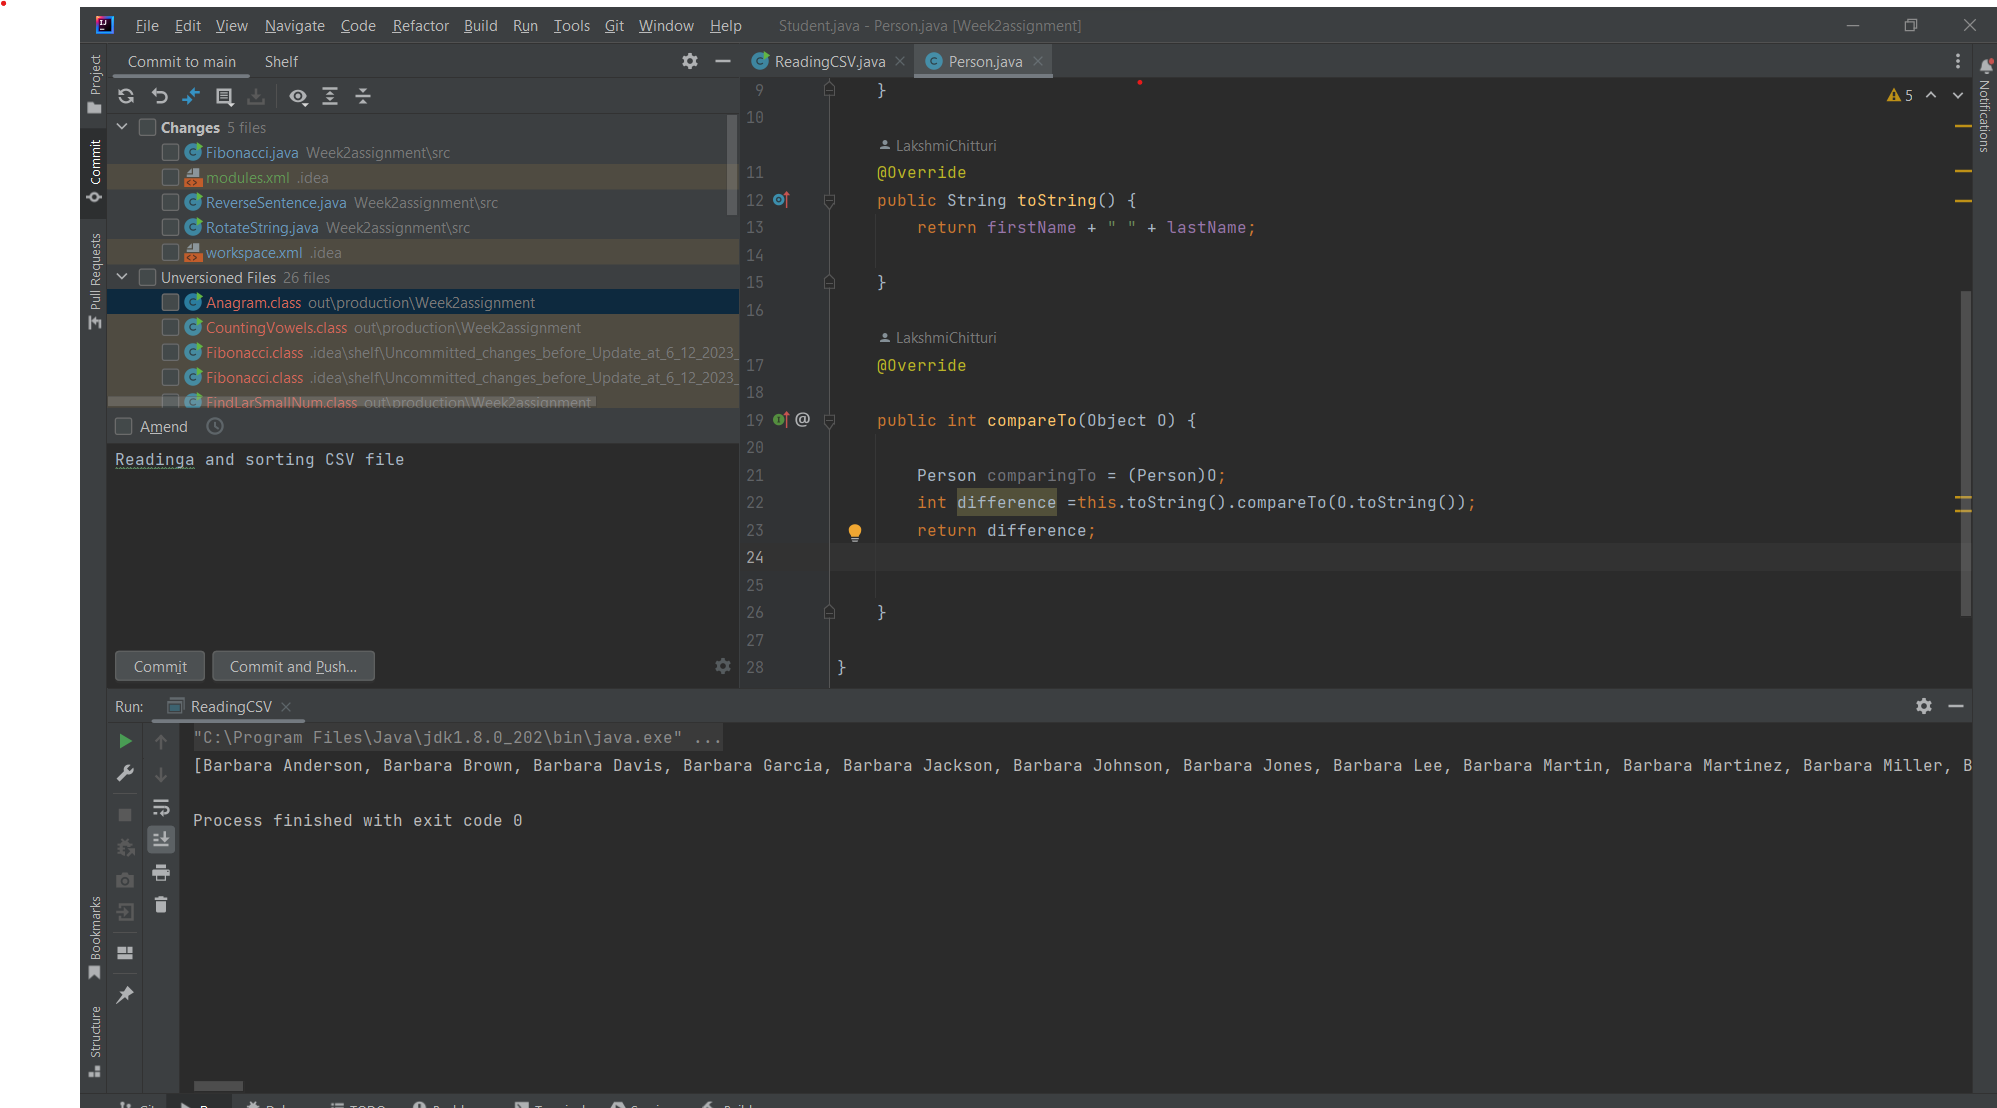 File Edit View Navigate Code Refactor Build Run Tools Git Window Help Student.java - Person.java [Week2assignment]
Project
Commit
Pull Requests
Bookmarks
Structure
Commit to main Shelf
Changes 5 files
Fibonacci.java Week2assignment\src
modules.xml .idea
ReverseSentence.java Week2assignment\src
RotateString.java Week2assignment\src
workspace.xml .idea
Unversioned Files 26 files
Anagram.class out\production\Week2assignment
CountingVowels.class out\production\Week2assignment
Fibonacci.class .idea\shelf\Uncommitted_changes_before_Update_at_6_12_2023_
Fibonacci.class .idea\shelf\Uncommitted_changes_before_Update_at_6_12_2023_
FindLarSmallNum.class out\production\Week2assignment
Amend
Readinga and sorting CSV file
Commit Commit and Push...
ReadingCSV.java Person.java
5
Notifications
9 }
10
LakshmiChitturi
11 @Override
12 public String toString() {
13 return firstName + " " + lastName;
14
15 }
16
LakshmiChitturi
17 @Override
18
19 @ public int compareTo(Object O) {
20
21 Person comparingTo = (Person)O;
22 int difference =this.toString().compareTo(O.toString());
23 return difference;
24
25
26 }
27
28 }
Run: ReadingCSV
"C:\Program Files\Java\jdk1.8.0_202\bin\java.exe" ...
[Barbara Anderson, Barbara Brown, Barbara Davis, Barbara Garcia, Barbara Jackson, Barbara Johnson, Barbara Jones, Barbara Lee, Barbara Martin, Barbara Martinez, Barbara Miller, B
Process finished with exit code 0